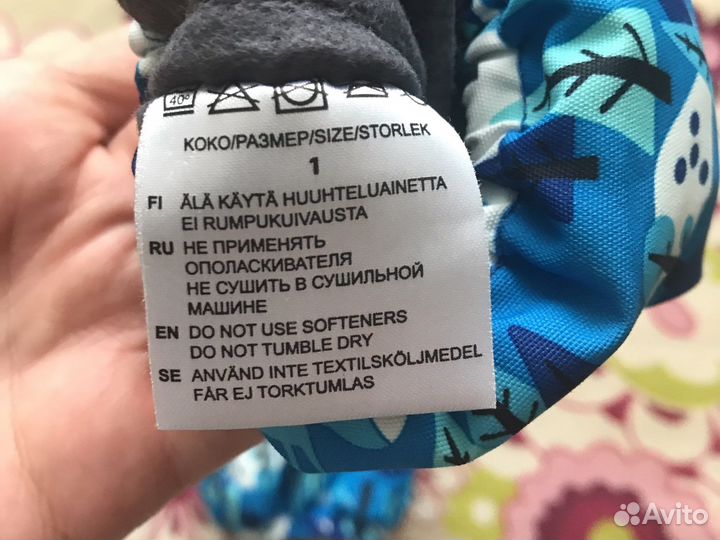 40°
KOKO/РАЗМЕР/SIZE/STORLEK
1
FI ÄLÄ KÄYTÄ HUUHTELUAINETTA
EI RUMPUKUIVAUSTA
RU НЕ ПРИМЕНЯТЬ
ОПОЛАСКИВАТЕЛЯ
НЕ СУШИТЬ В СУШИЛЬНОЙ
МАШИНЕ
EN DO NOT USE SOFTENERS
DO NOT TUMBLE DRY
SE ANVÄND INTE TEXTILSKÖLJMEDEL
FÅR EJ TORKTUMLAS
Avito